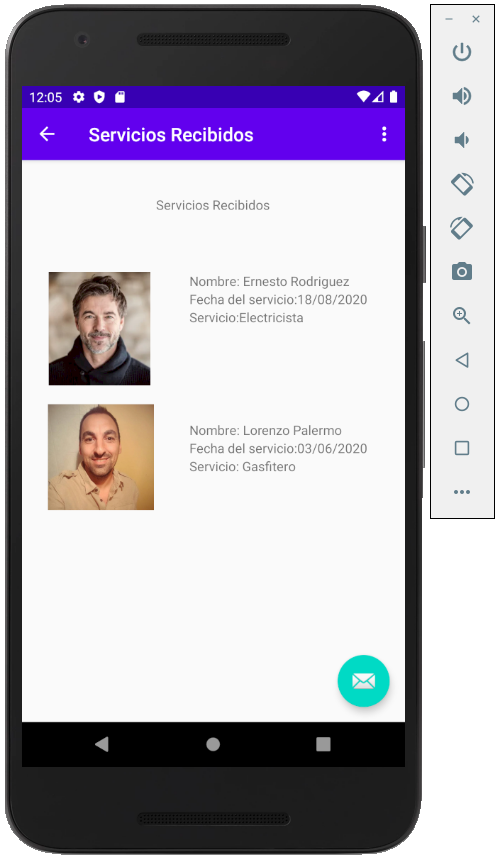 12:05
Servicios Recibidos
Servicios Recibidos
Nombre: Ernesto Rodriguez
Fecha del servicio:18/08/2020
Servicio:Electricista
Nombre: Lorenzo Palermo
Fecha del servicio:03/06/2020
Servicio: Gasfitero